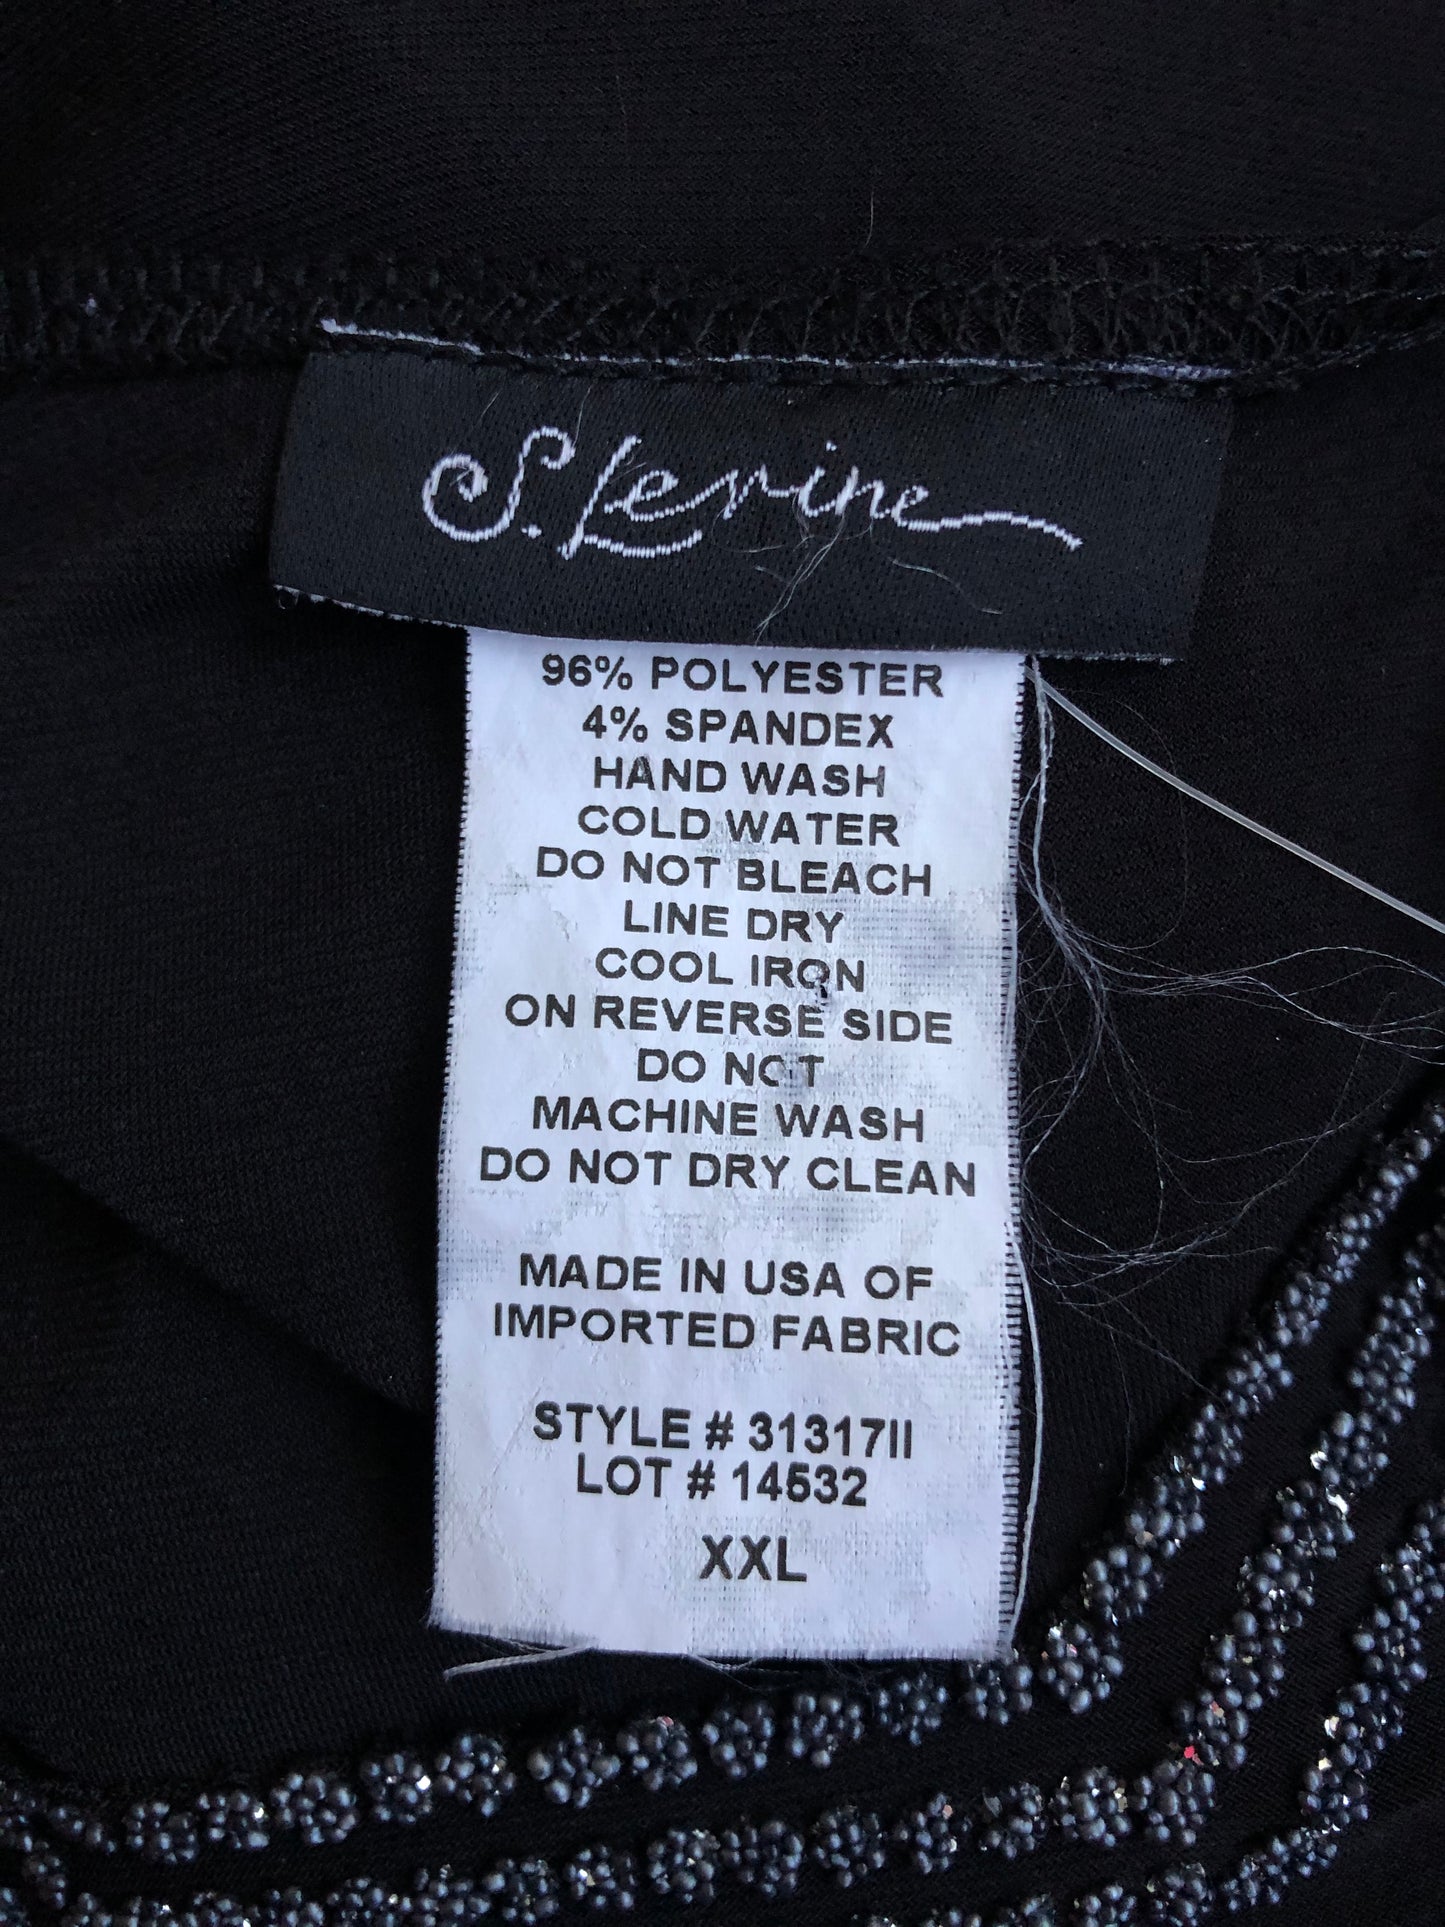 S. Levine
96% POLYESTER
4% SPANDEX
HAND WASH
COLD WATER
DO NOT BLEACH
LINE DRY
COOL IRON
ON REVERSE SIDE
DO NOT
MACHINE WASH
DO NOT DRY CLEAN
MADE IN USA OF
IMPORTED FABRIC
STYLE # 31317II
LOT # 14532
XXL